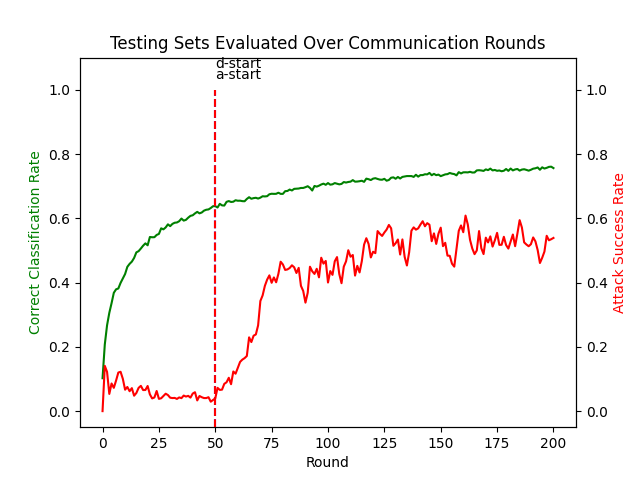 Testing Sets Evaluated Over Communication Rounds
d-start
a-start
1.0
0.8
0.6
0.4
0.2
0.0
Correct Classification Rate
1.0
0.8
0.6
0.4
0.2
0.0
Attack Success Rate
0 25 50 75 100 125 150 175 200
Round